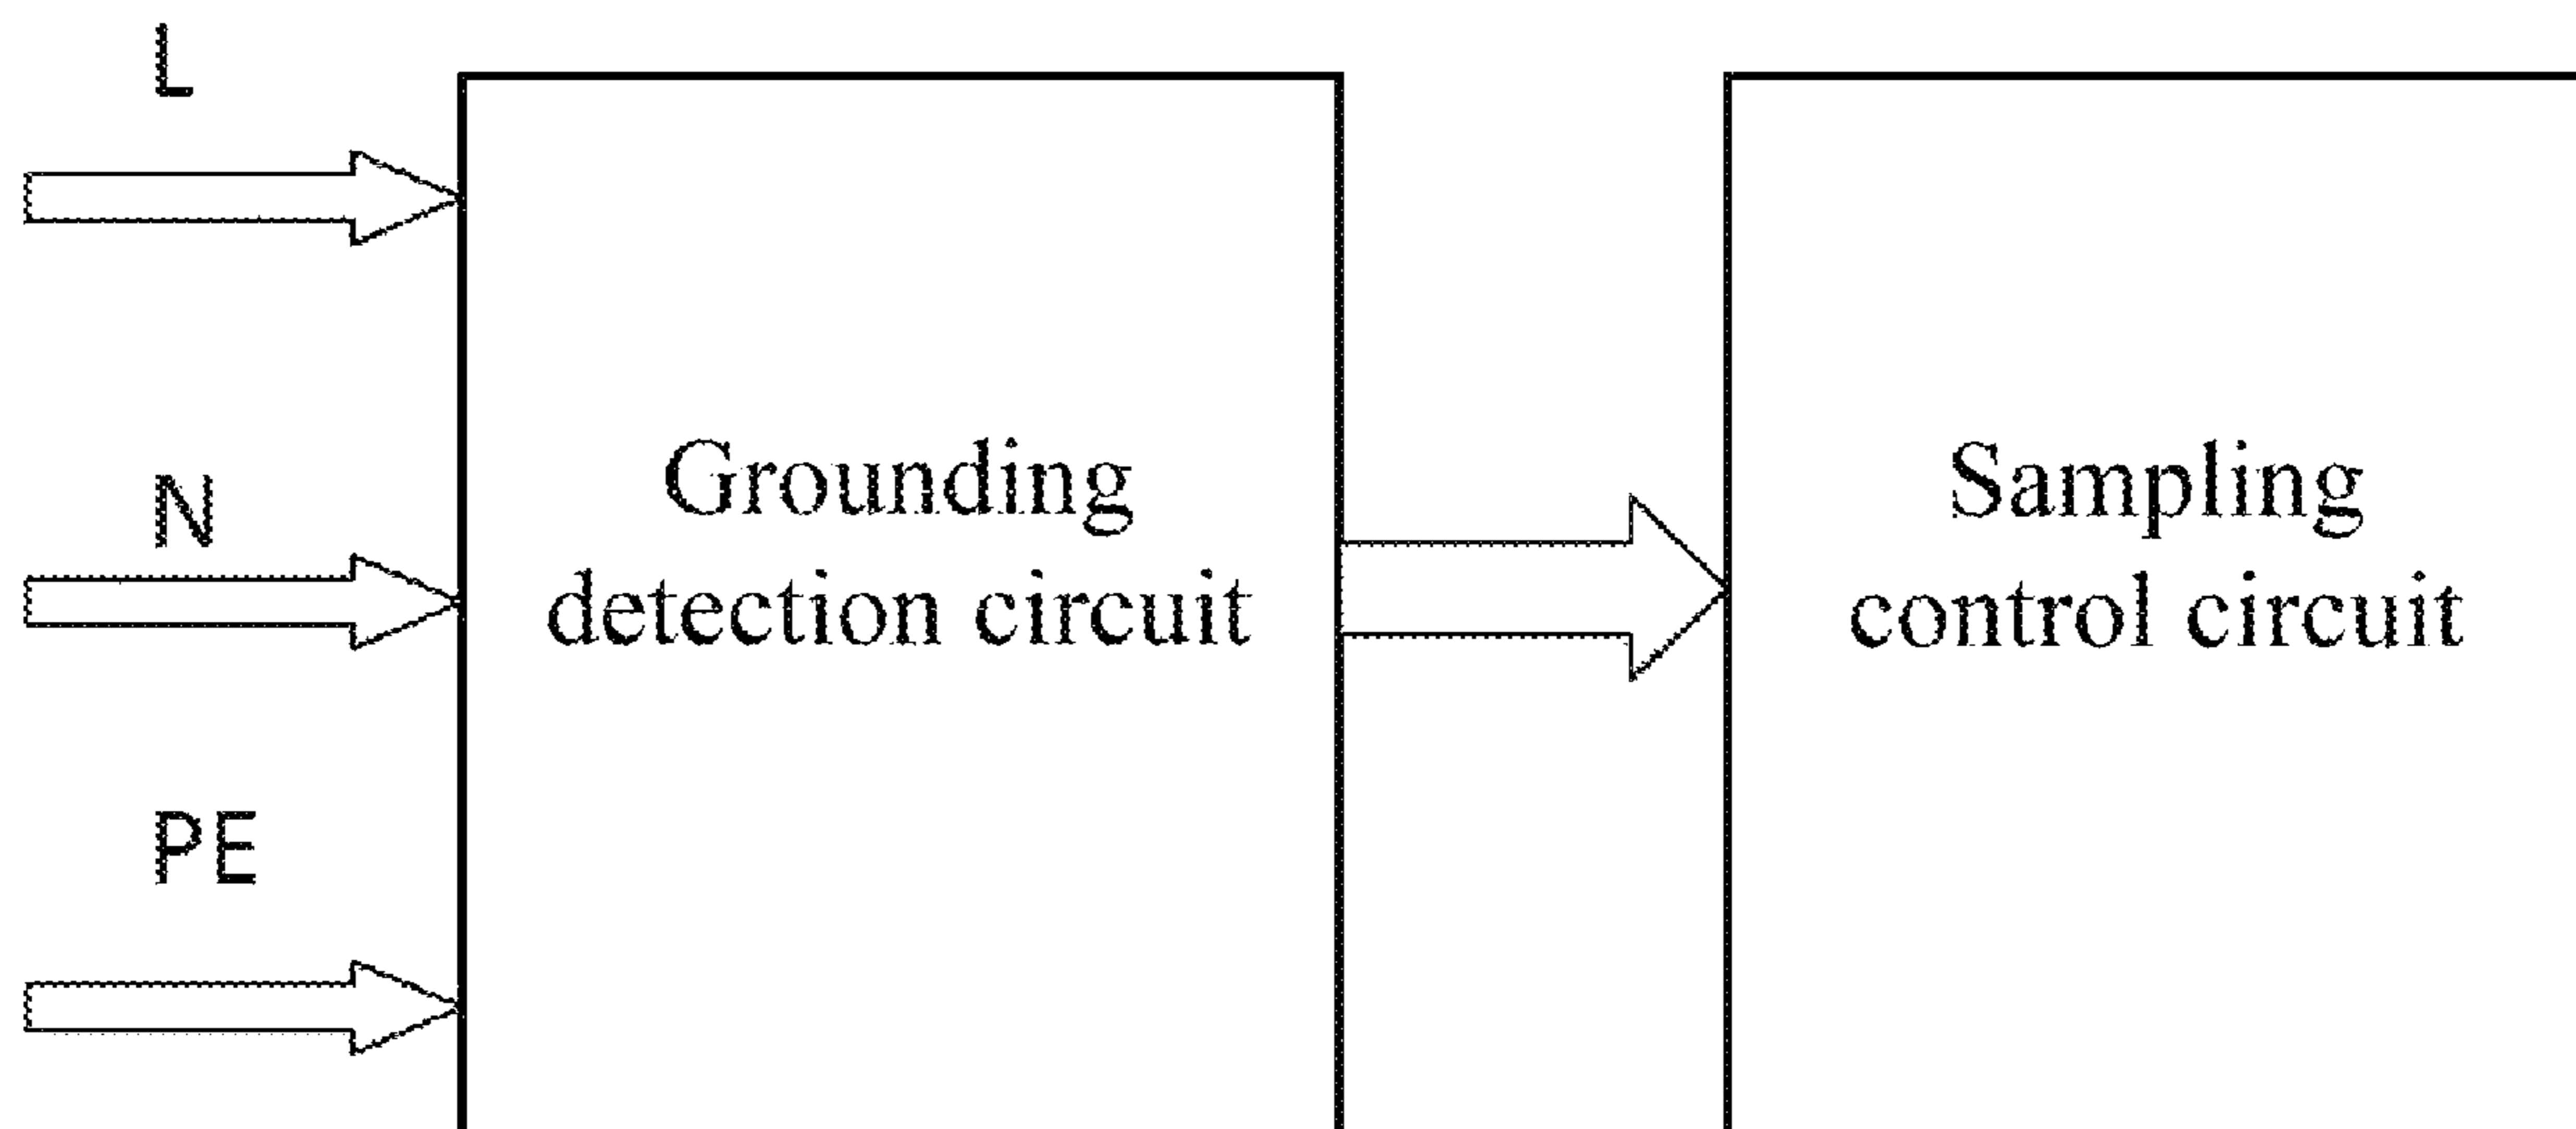 L
N
PE
Grounding
detection circuit
Sampling
control circuit